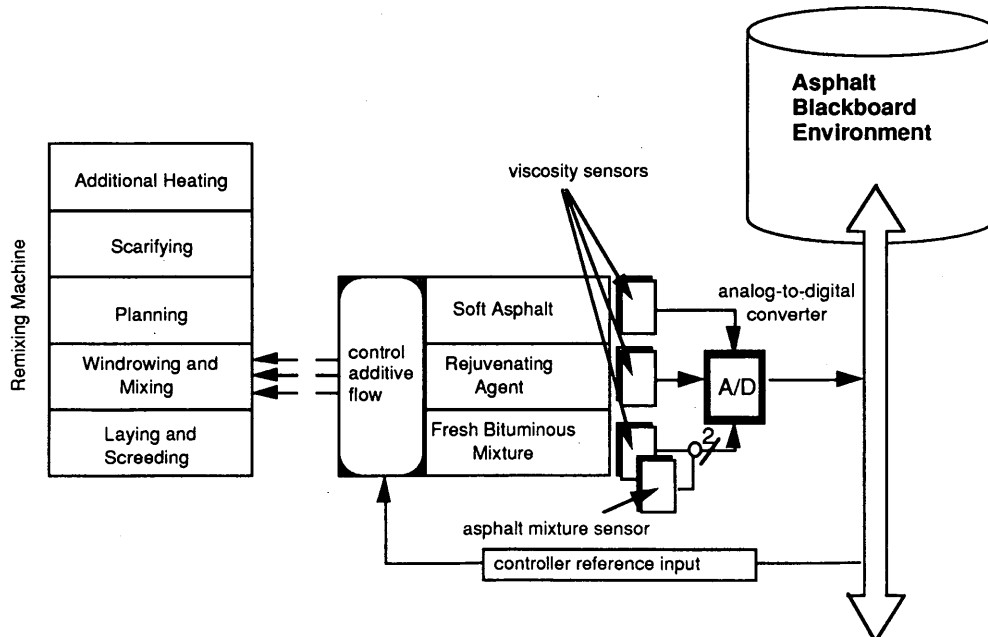 Asphalt
Blackboard
Environment
viscosity sensors
Remixing Machine
Additional Heating
Scarifying
Planning
Windrowing and
Mixing
Laying and
Screeding
control
additive
flow
Soft Asphalt
Rejuvenating
Agent
Fresh Bituminous
Mixture
analog-to-digital
converter
A/D
2
asphalt mixture sensor
controller reference input